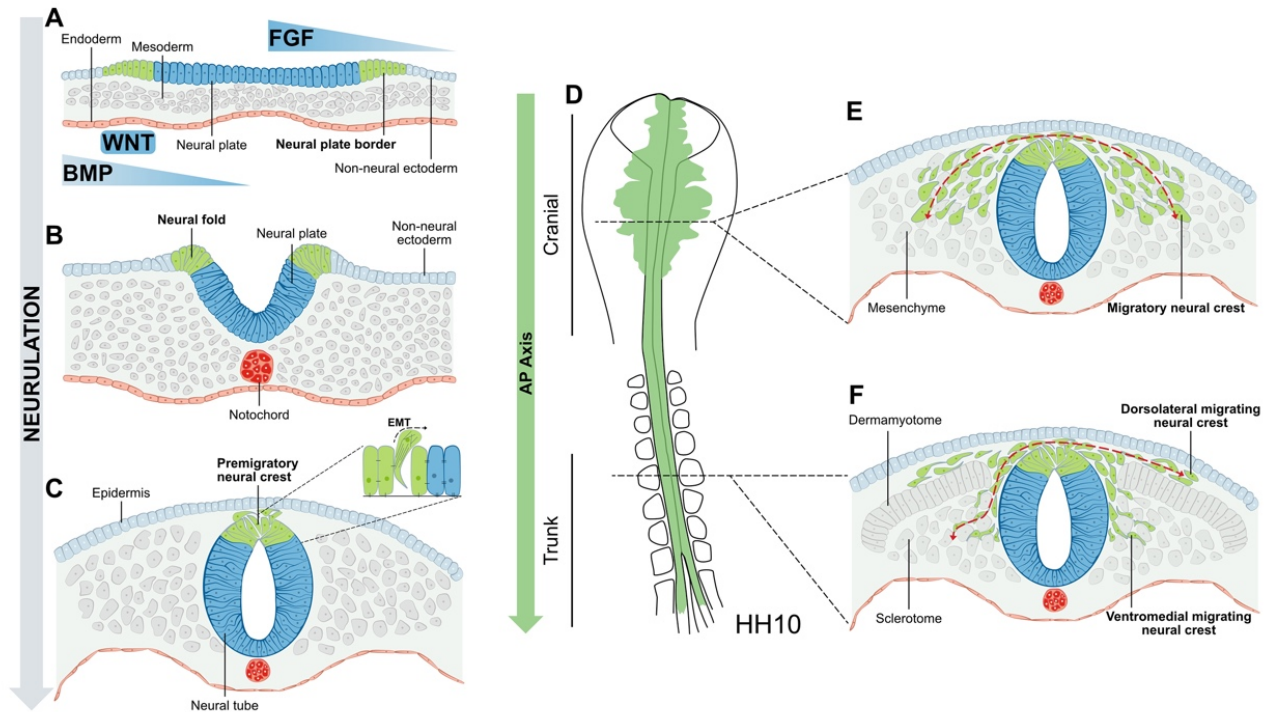 NEURULATION
A
Endoderm
Mesoderm
FGF
WNT
Neural plate
Neural plate border
Non-neural ectoderm
BMP
B
Neural fold
Neural plate
Non-neural
ectoderm
Notochord
EMT
C
Premigratory
neural crest
Epidermis
Neural tube
AP Axis
D
Cranial
Trunk
HH10
E
Mesenchyme
Migratory neural crest
F
Dermamyotome
Dorsolateral migrating
neural crest
Sclerotome
Ventromedial migrating
neural crest